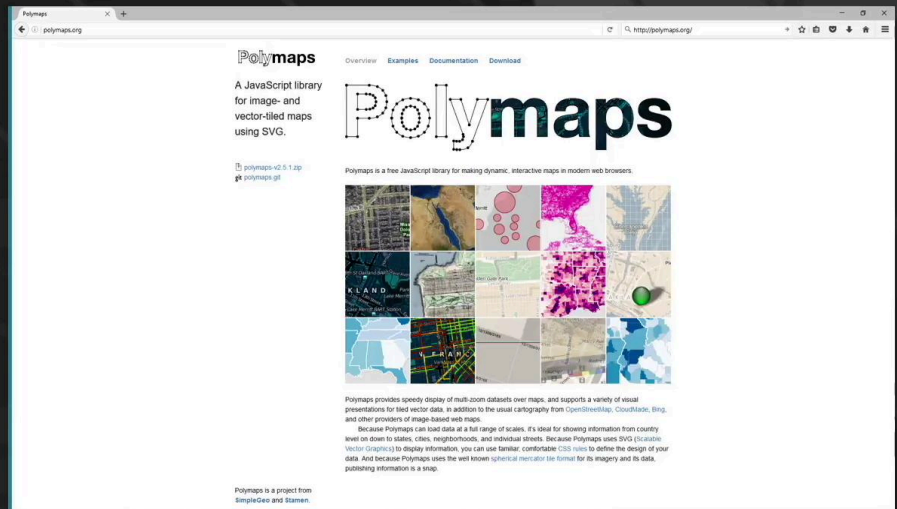 Polymaps
polymaps.org
http://polymaps.org/
Polymaps
Overview Examples Documentation Download
A JavaScript library
for image- and
vector-tiled maps
using SVG.
polymaps-v2.5.1.zip
git polymaps.git
Polymaps
Polymaps is a free JavaScript library for making dynamic, interactive maps in modern web browsers.
KLAND
Polymaps provides speedy display of multi-zoom datasets over maps, and supports a variety of visual
presentations for tiled vector data, in addition to the usual cartography from OpenStreetMap, CloudMade, Bing,
and other providers of image-based web maps.
Because Polymaps can load data at a full range of scales, it's ideal for showing information from country
level on down to states, cities, neighborhoods, and individual streets. Because Polymaps uses SVG (Scalable
Vector Graphics) to display information, you can use familiar, comfortable CSS rules to define the design of your
data. And because Polymaps uses the well known spherical mercator tile format for its imagery and its data,
publishing information is a snap.
Polymaps is a project from
SimpleGeo and Stamen.